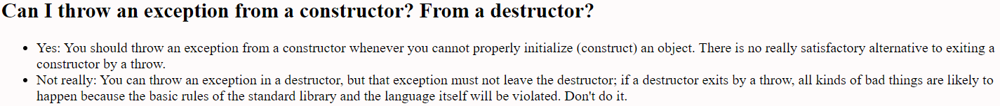 Can I throw an exception from a constructor? From a destructor?
• Yes: You should throw an exception from a constructor whenever you cannot properly initialize (construct) an object. There is no really satisfactory alternative to exiting a
constructor by a throw.
• Not really: You can throw an exception in a destructor, but that exception must not leave the destructor; if a destructor exits by a throw, all kinds of bad things are likely to
happen because the basic rules of the standard library and the language itself will be violated. Don't do it.